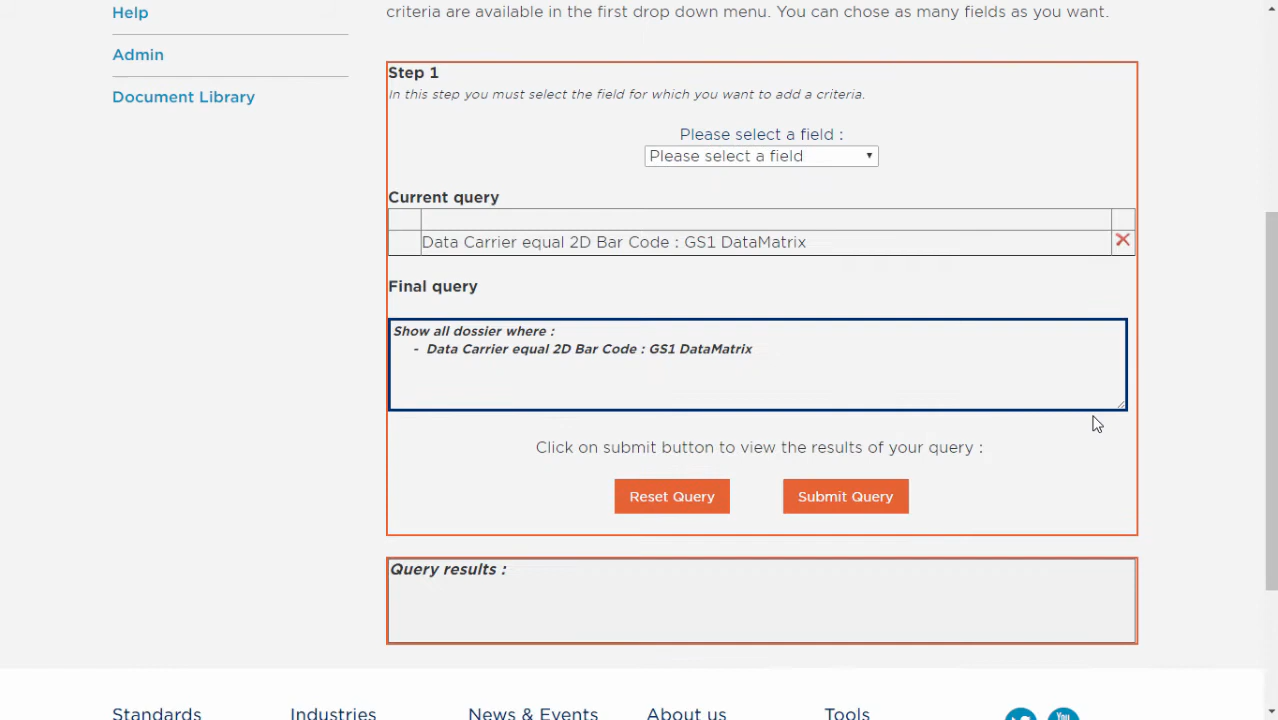 Help
criteria are available in the first drop down menu. You can chose as many fields as you want.
Admin
Document Library
Step 1
In this step you must select the field for which you want to add a criteria.
Please select a field :
Please select a field
Current query
Data Carrier equal 2D Bar Code : GS1 DataMatrix
Final query
Show all dossier where :
- Data Carrier equal 2D Bar Code : GS1 DataMatrix
Click on submit button to view the results of your query :
Reset Query
Submit Query
Query results :
Standards
Industries
News & Events
About us
Tools